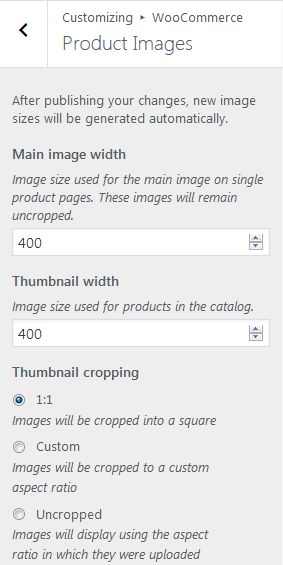 Customizing ▸ WooCommerce
Product Images
After publishing your changes, new image
sizes will be generated automatically.
Main image width
Image size used for the main image on single
product pages. These images will remain
uncropped.
400
Thumbnail width
Image size used for products in the catalog.
400
Thumbnail cropping
1:1
Images will be cropped into a square
Custom
Images will be cropped to a custom
aspect ratio
Uncropped
Images will display using the aspect
ratio in which they were uploaded